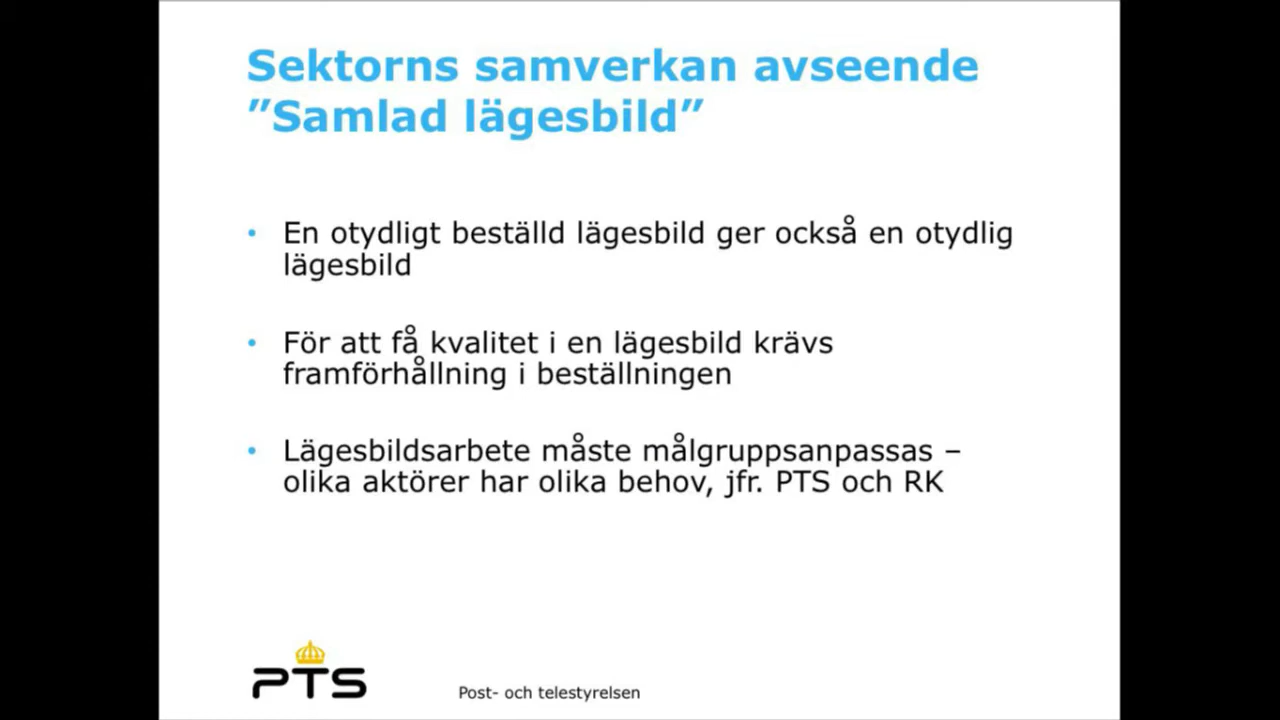 Sektorns samverkan avseende
”Samlad lägesbild”
• En otydligt beställd lägesbild ger också en otydlig
lägesbild
• För att få kvalitet i en lägesbild krävs
framförhållning i beställningen
• Lägesbildsarbete måste målgruppsanpassas –
olika aktörer har olika behov, jfr. PTS och RK
PTS
Post- och telestyrelsen